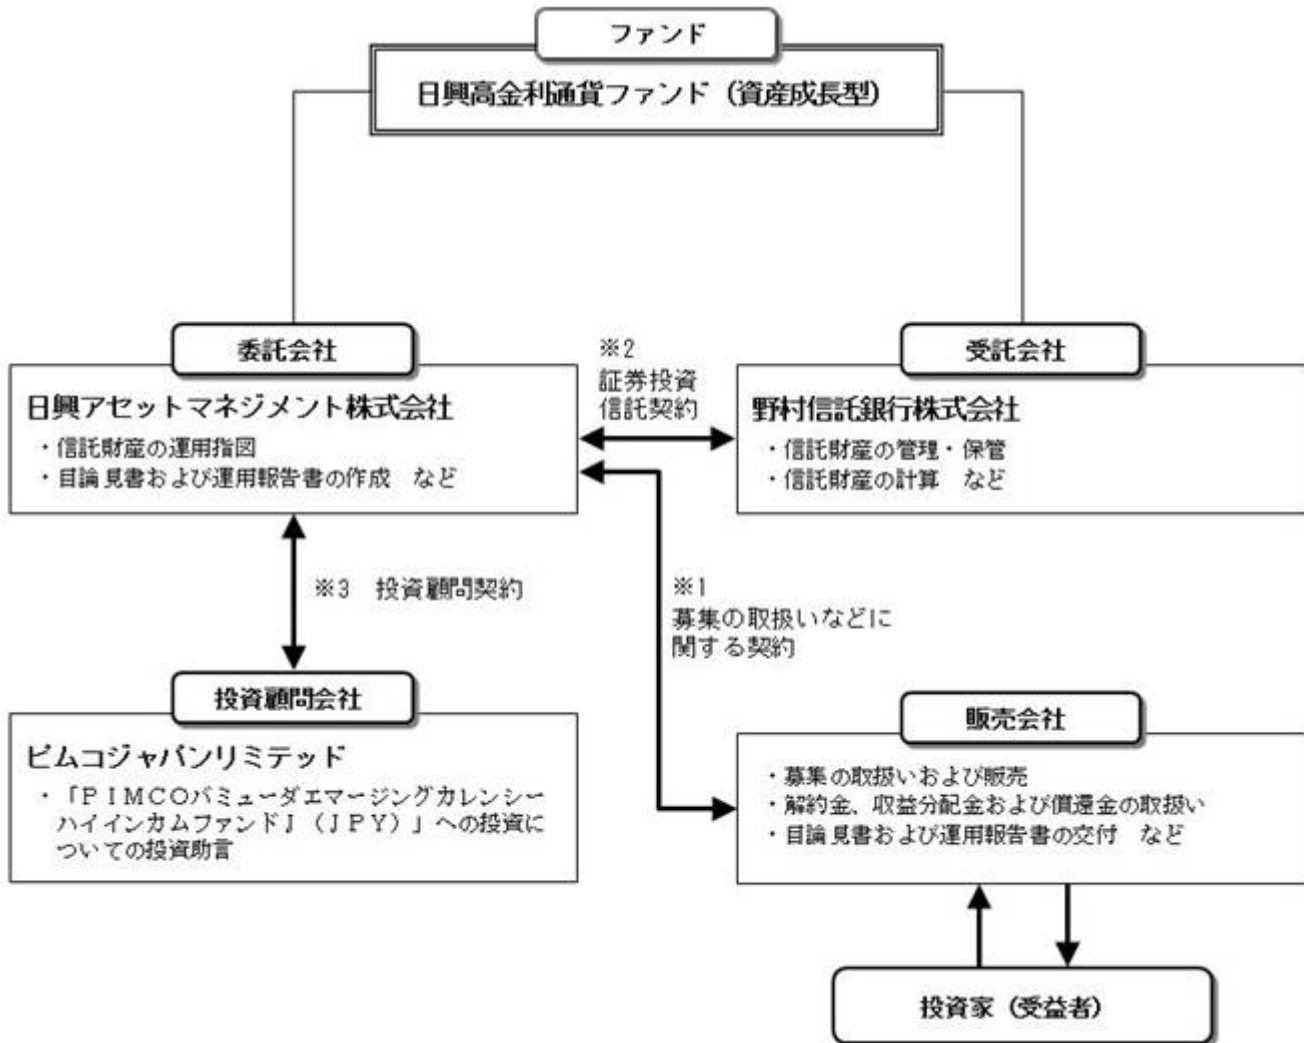 ファンド
日興高金利通貨ファンド（資産成長型）
委託会社
日興アセットマネジメント株式会社
・信託財産の運用指図
・目論見書および運用報告書の作成　など
※2
証券投資
信託契約
受託会社
野村信託銀行株式会社
・信託財産の管理・保管
・信託財産の計算　など
※3　投資顧問契約
※1
募集の取扱いなどに
関する契約
投資顧問会社
ピムコジャパンリミテッド
・「ＰＩＭＣＯバミューダエマージングカレンシー
ハイインカムファンドＪ（ＪＰＹ）」への投資に
ついての投資助言
販売会社
・募集の取扱いおよび販売
・解約金、収益分配金および償還金の取扱い
・目論見書および運用報告書の交付　など
投資家（受益者）